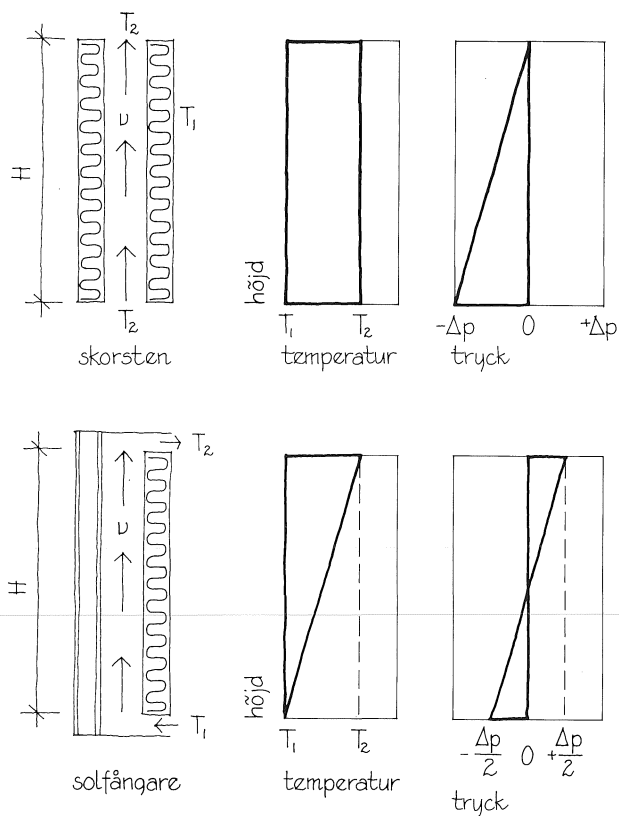 T₂
H
ν
T₁
T₂
skorsten
höjd
T₁ T₂
temperatur
-Δp 0 +Δp
tryck
T₂
H
ν
T₁
solfångare
höjd
T₁ T₂
temperatur
-Δp/2 0 +Δp/2
tryck